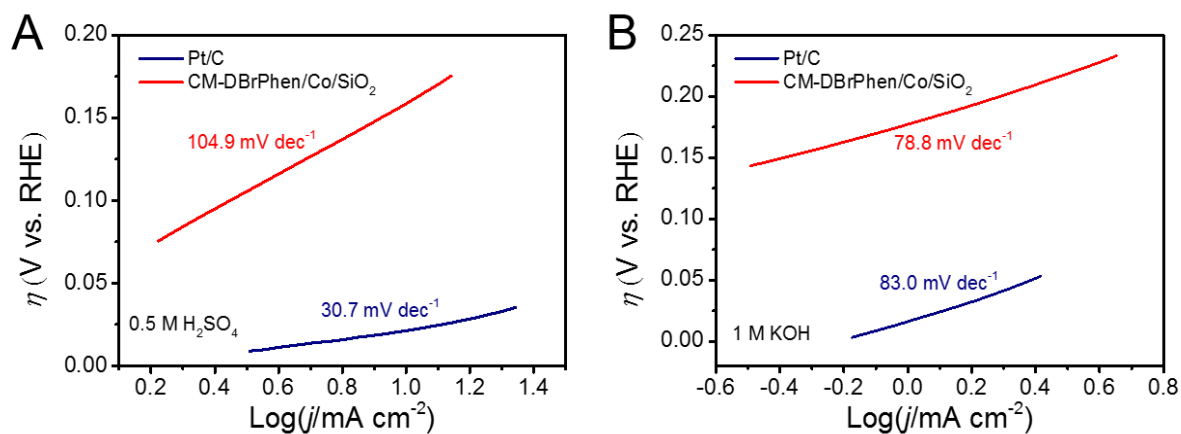 A
0.20
0.15
0.10
0.05
0.00
η (V vs. RHE)
Pt/C
CM-DBrPhen/Co/SiO₂
104.9 mV dec⁻¹
30.7 mV dec⁻¹
0.5 M H₂SO₄
0.2 0.4 0.6 0.8 1.0 1.2 1.4
Log(j/mA cm⁻²)
B
0.25
0.20
0.15
0.10
0.05
0.00
η (V vs. RHE)
Pt/C
CM-DBrPhen/Co/SiO₂
78.8 mV dec⁻¹
83.0 mV dec⁻¹
1 M KOH
-0.6 -0.4 -0.2 0.0 0.2 0.4 0.6 0.8
Log(j/mA cm⁻²)